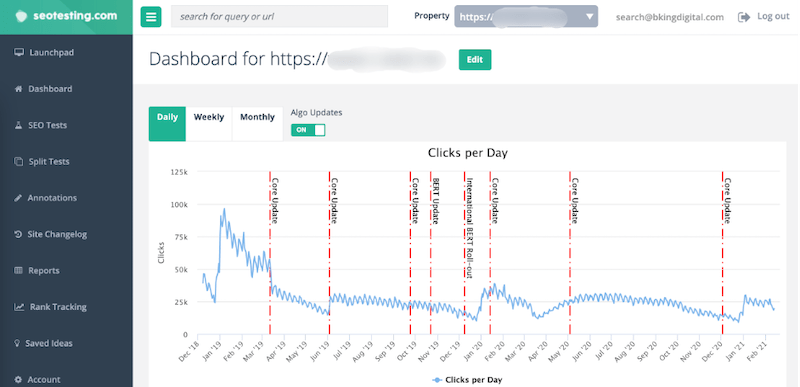 seotesting.com
search for query or url
Property
https://
search@bkingdigital.com
Log out
Launchpad
Dashboard
SEO Tests
Split Tests
Annotations
Site Changelog
Reports
Rank Tracking
Saved Ideas
Account
Dashboard for https://
Edit
Daily
Weekly
Monthly
Algo Updates
ON
Clicks per Day
Clicks
125k
100k
75k
50k
25k
0
Core Update
Core Update
Core Update
BERT Update
International BERT Roll-out
Core Update
Core Update
Core Update
Dec '18
Jan '19
Feb '19
Mar '19
Apr '19
May '19
Jun '19
Jul '19
Aug '19
Sep '19
Oct '19
Nov '19
Dec '19
Jan '20
Feb '20
Mar '20
Apr '20
May '20
Jun '20
Jul '20
Aug '20
Sep '20
Oct '20
Nov '20
Dec '20
Jan '21
Feb '21
Clicks per Day